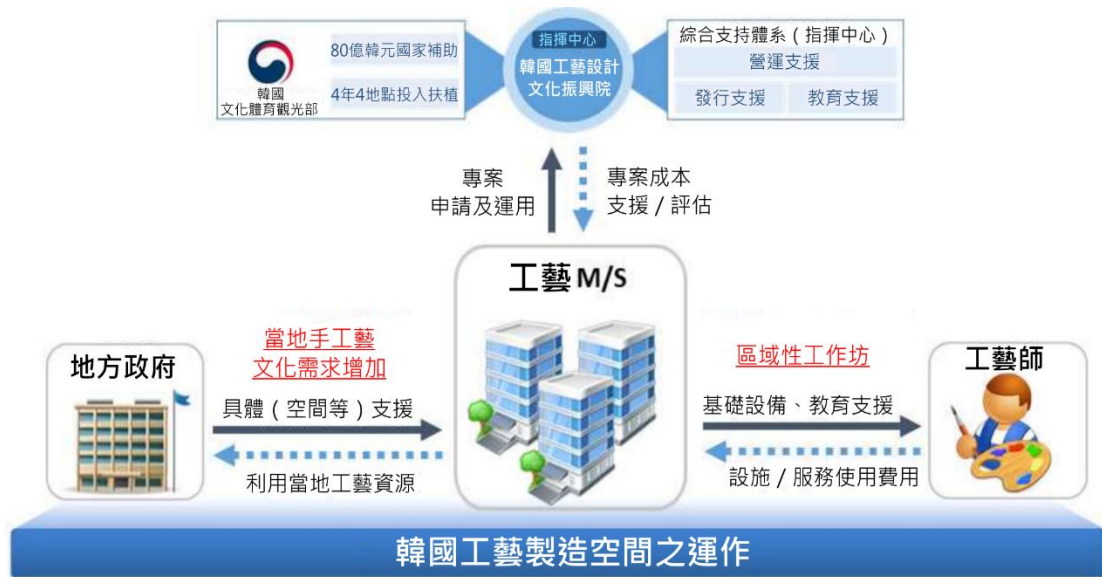 80億韓元國家補助
韓國
文化體育觀光部
4年4地點投入扶植
指揮中心
韓國工藝設計
文化振興院
綜合支持體系（指揮中心）
營運支援
發行支援
教育支援
專案
申請及運用
專案成本
支援 / 評估
工藝 M/S
地方政府
當地手工藝
文化需求增加
具體（空間等）支援
利用當地工藝資源
區域性工作坊
基礎設備、教育支援
設施 / 服務使用費用
工藝師
韓國工藝製造空間之運作